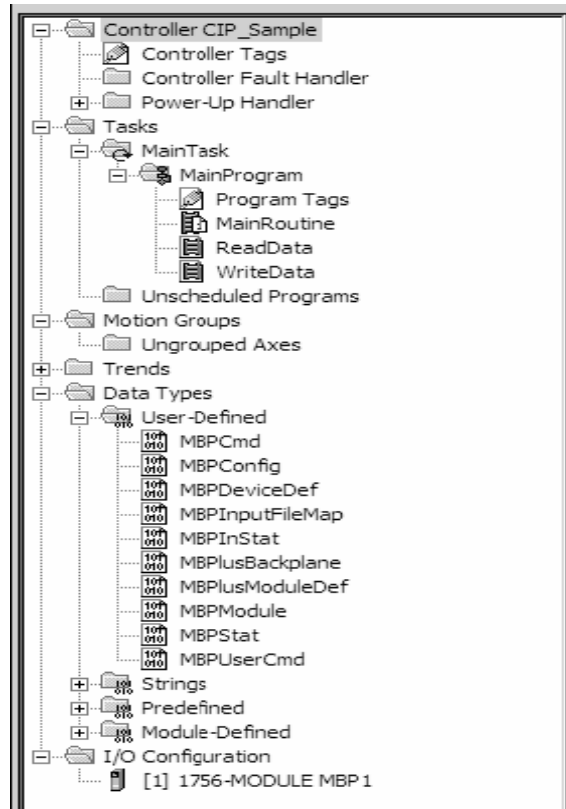 Controller CIP_Sample
Controller Tags
Controller Fault Handler
Power-Up Handler
Tasks
MainTask
MainProgram
Program Tags
MainRoutine
ReadData
WriteData
Unscheduled Programs
Motion Groups
Ungrouped Axes
Trends
Data Types
User-Defined
MBPCmd
MBPConfig
MBPDeviceDef
MBPInputFileMap
MBPInStat
MBPlusBackplane
MBPlusModuleDef
MBPModule
MBPStat
MBPUserCmd
Strings
Predefined
Module-Defined
I/O Configuration
[1] 1756-MODULE MBP1